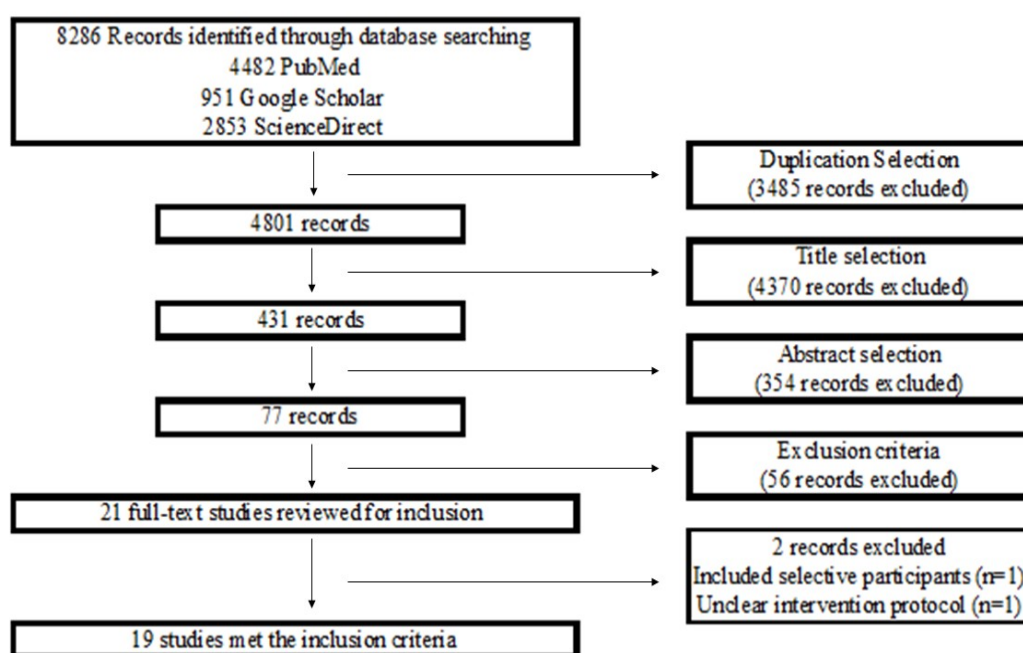 8286 Records identified through database searching
4482 PubMed
951 Google Scholar
2853 ScienceDirect
Duplication Selection
(3485 records excluded)
4801 records
Title selection
(4370 records excluded)
431 records
Abstract selection
(354 records excluded)
77 records
Exclusion criteria
(56 records excluded)
21 full-text studies reviewed for inclusion
2 records excluded
Included selective participants (n=1)
Unclear intervention protocol (n=1)
19 studies met the inclusion criteria